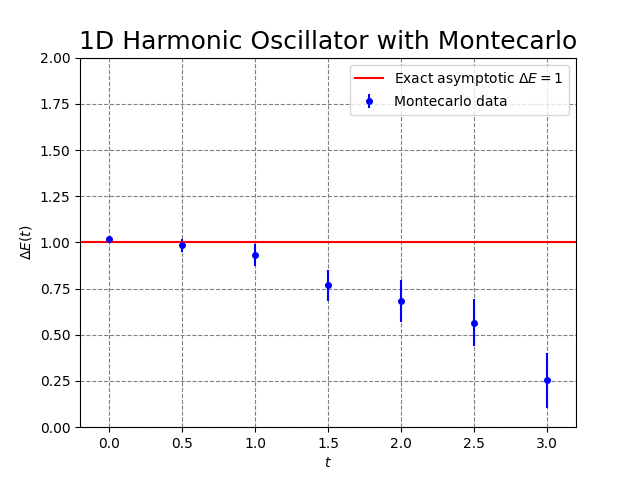 1D Harmonic Oscillator with Montecarlo
2.00
1.75
1.50
1.25
1.00
0.75
0.50
0.25
0.00
ΔE(t)
Exact asymptotic ΔE = 1
Montecarlo data
0.0 0.5 1.0 1.5 2.0 2.5 3.0
t